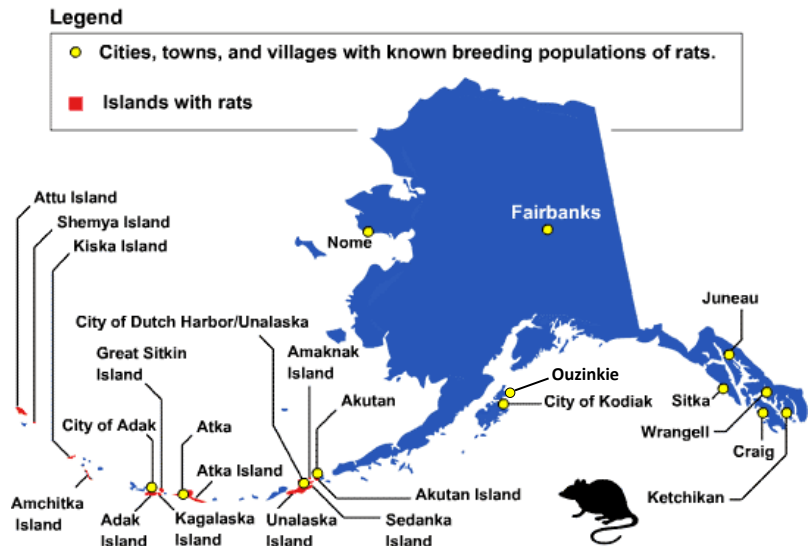 Legend
Cities, towns, and villages with known breeding populations of rats.
Islands with rats
Attu Island
Shemya Island
Kiska Island
Fairbanks
Nome
Juneau
City of Dutch Harbor/Unalaska
Great Sitkin
Island
Amaknak
Island
Ouzinkie
City of Kodiak
Sitka
Akutan
City of Adak
Atka
Wrangell
Craig
Atka Island
Ketchikan
Akutan Island
Amchitka
Island
Adak
Island
Kagalaska
Island
Unalaska
Island
Sedanka
Island